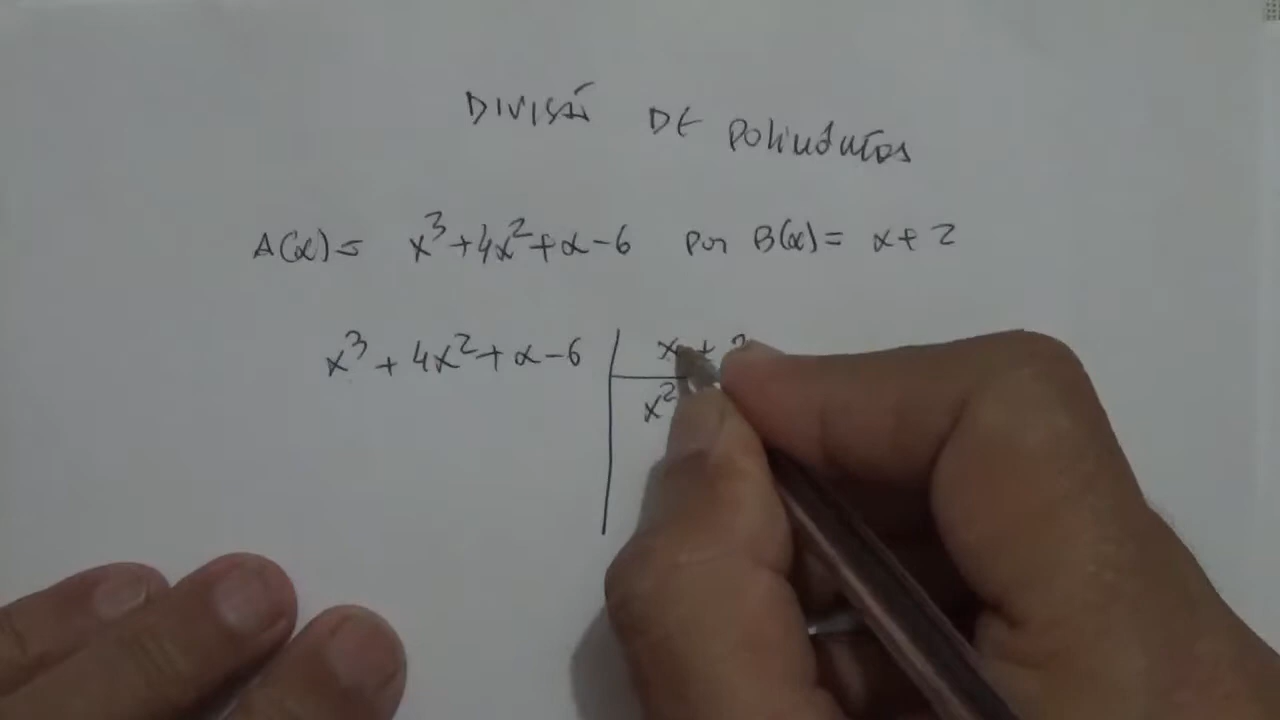 DIVISÃ DE POLINÔMIOS
A(x) = x³ + 4x² + x - 6 por B(x) = x + 2
x³ + 4x² + x - 6 | x + 2
x²